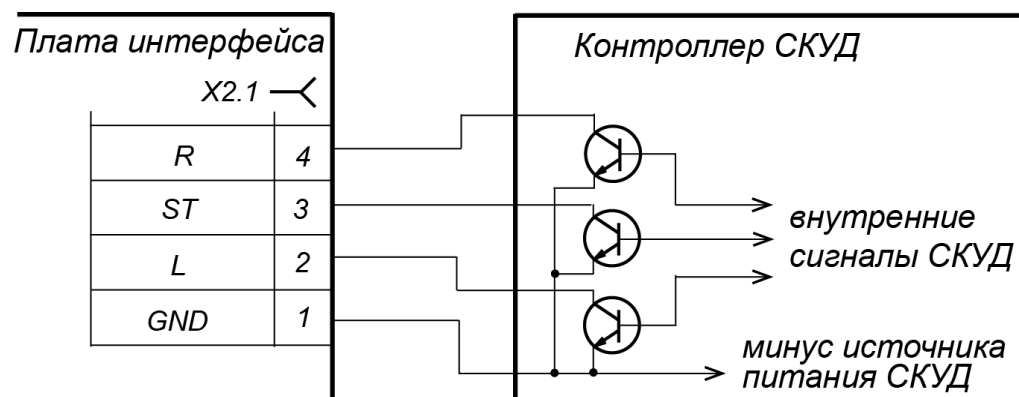 Плата интерфейса
Контроллер СКУД
X2.1
R 4
ST 3
L 2
GND 1
внутренние
сигналы СКУД
минус источника
питания СКУД